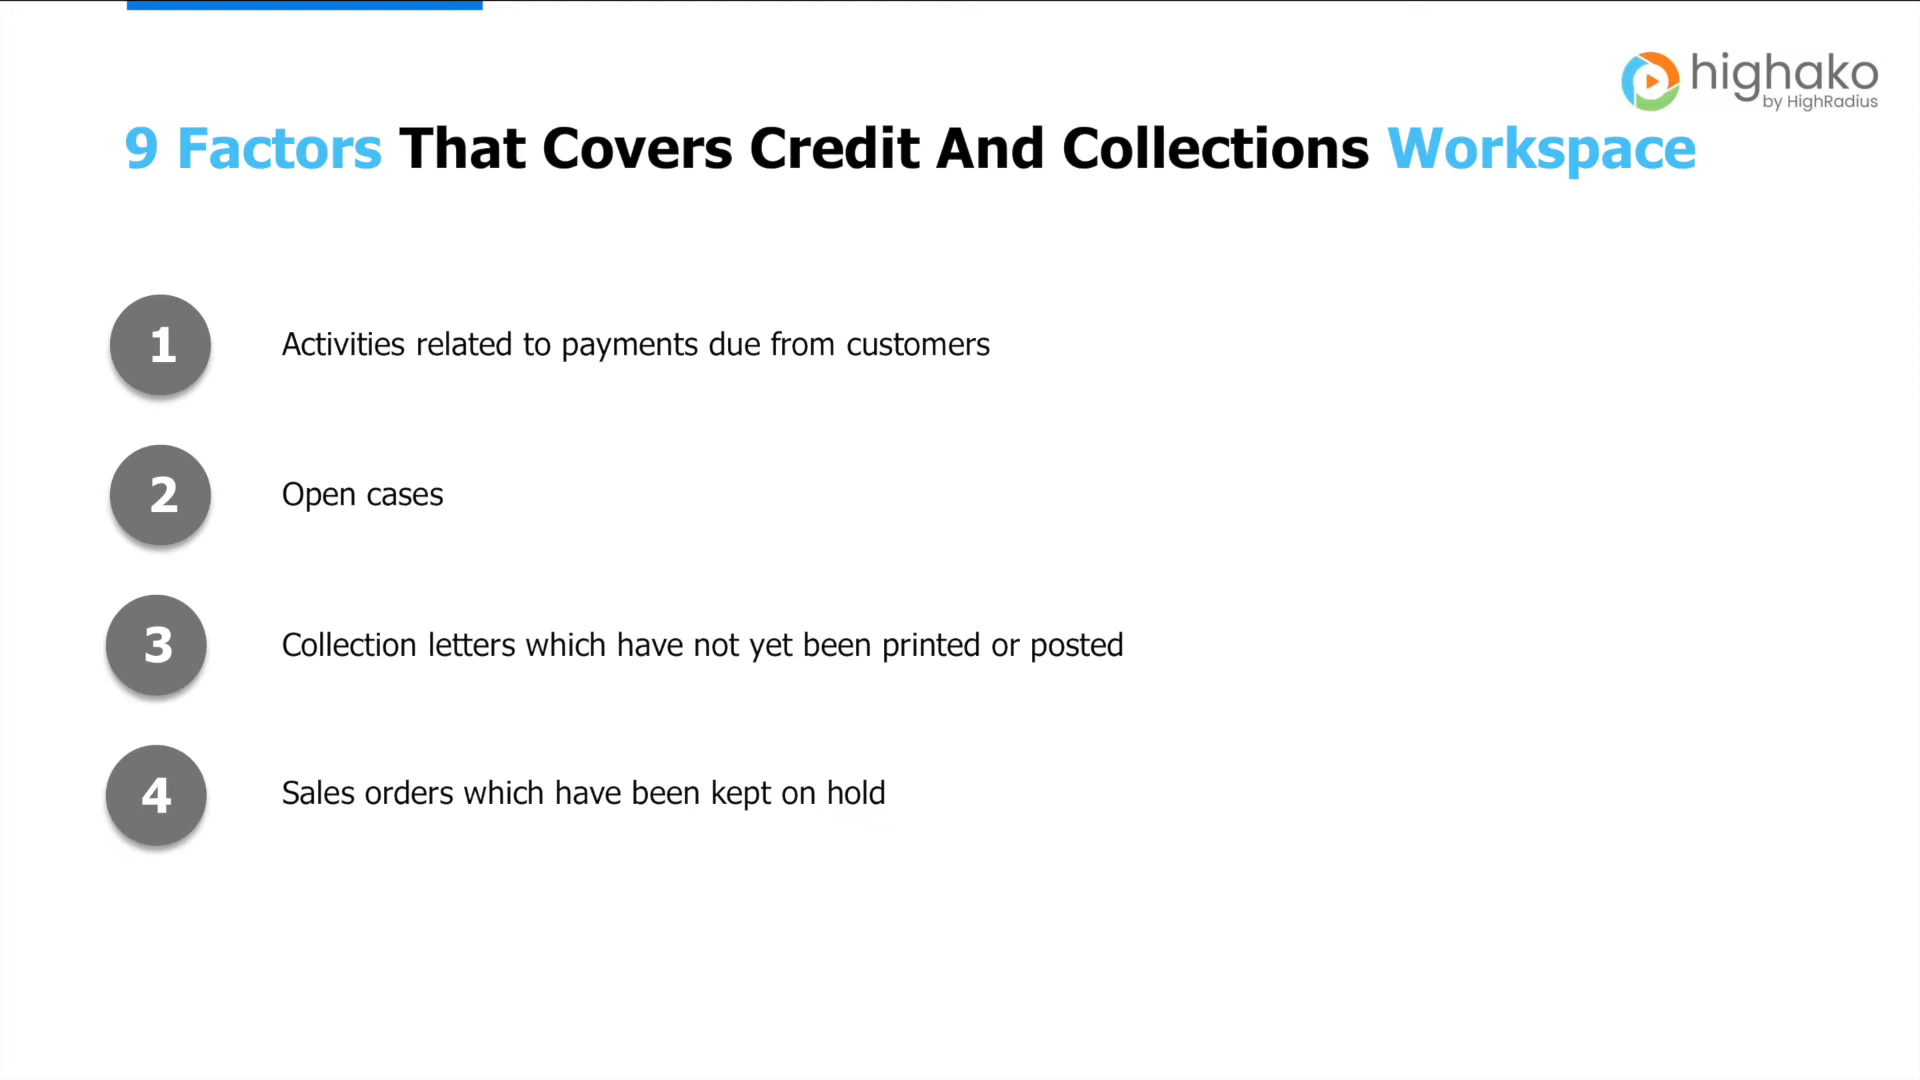 highako
by HighRadius
9 Factors That Covers Credit And Collections Workspace
1
Activities related to payments due from customers
2
Open cases
3
Collection letters which have not yet been printed or posted
4
Sales orders which have been kept on hold